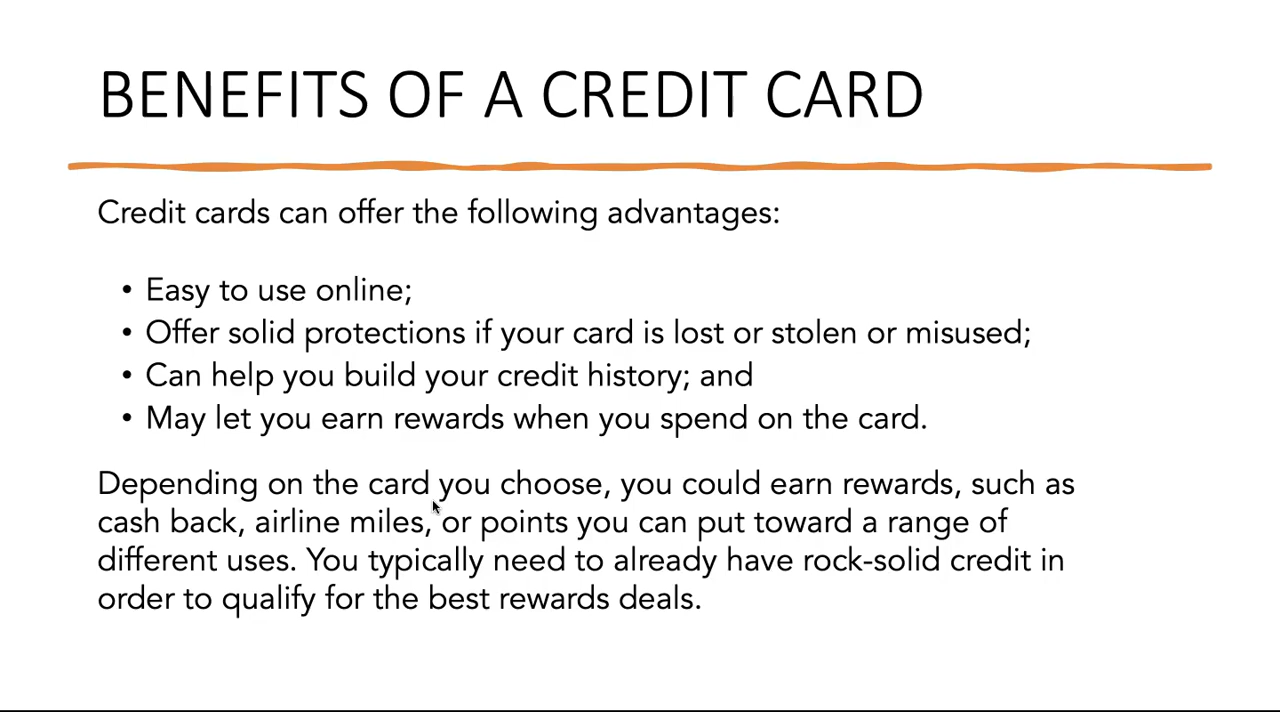 BENEFITS OF A CREDIT CARD
Credit cards can offer the following advantages:
• Easy to use online;
• Offer solid protections if your card is lost or stolen or misused;
• Can help you build your credit history; and
• May let you earn rewards when you spend on the card.
Depending on the card you choose, you could earn rewards, such as
cash back, airline miles, or points you can put toward a range of
different uses. You typically need to already have rock-solid credit in
order to qualify for the best rewards deals.